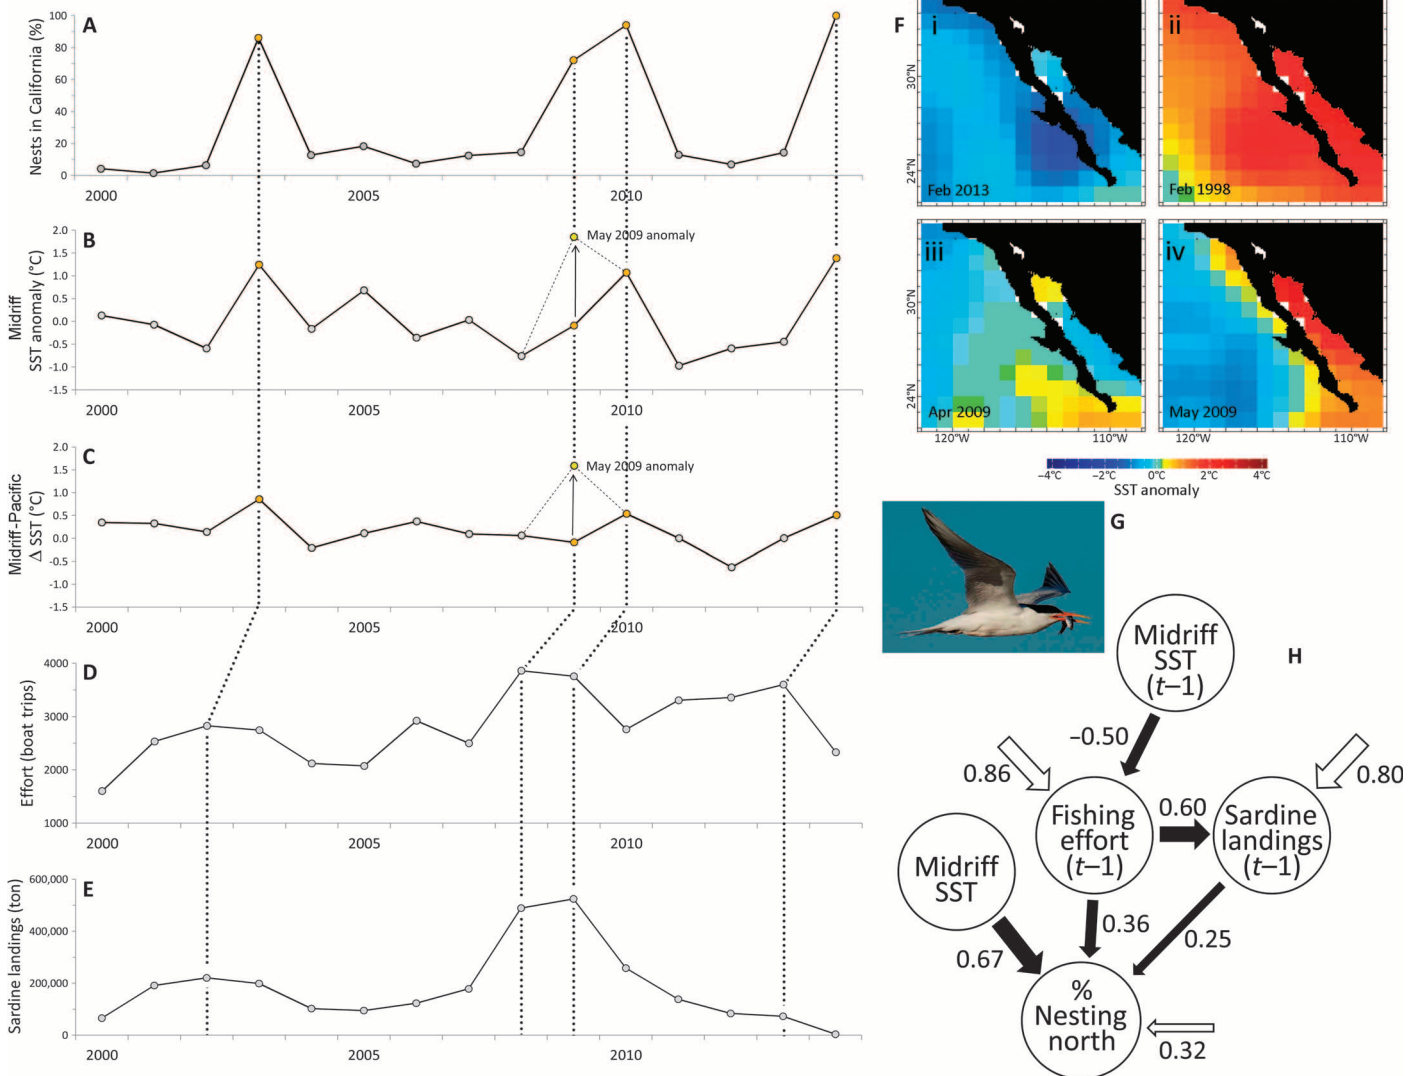 A
Nests in California (%)
100
80
60
40
20
0
2000
2005
2010
B
Midriff
SST anomaly (°C)
2.0
1.5
1.0
0.5
0.0
-0.5
-1.0
-1.5
May 2009 anomaly
2000
2005
2010
C
Midriff-Pacific
Δ SST (°C)
2.0
1.5
1.0
0.5
0.0
-0.5
-1.0
-1.5
May 2009 anomaly
2000
2005
2010
D
Effort (boat trips)
4000
3000
2000
1000
2000
2005
2010
E
Sardine landings (ton)
600,000
400,000
200,000
0
2000
2005
2010
F
i
30°N
24°N
Feb 2013
ii
Feb 1998
iii
30°N
24°N
Apr 2009
120°W
110°W
iv
May 2009
120°W
110°W
-4°C
-2°C
0°C
2°C
4°C
SST anomaly
G
H
Midriff
SST
(t–1)
–0.50
0.86
Fishing
effort
(t–1)
0.60
Sardine
landings
(t–1)
0.80
Midriff
SST
0.67
0.36
0.25
%
Nesting
north
0.32